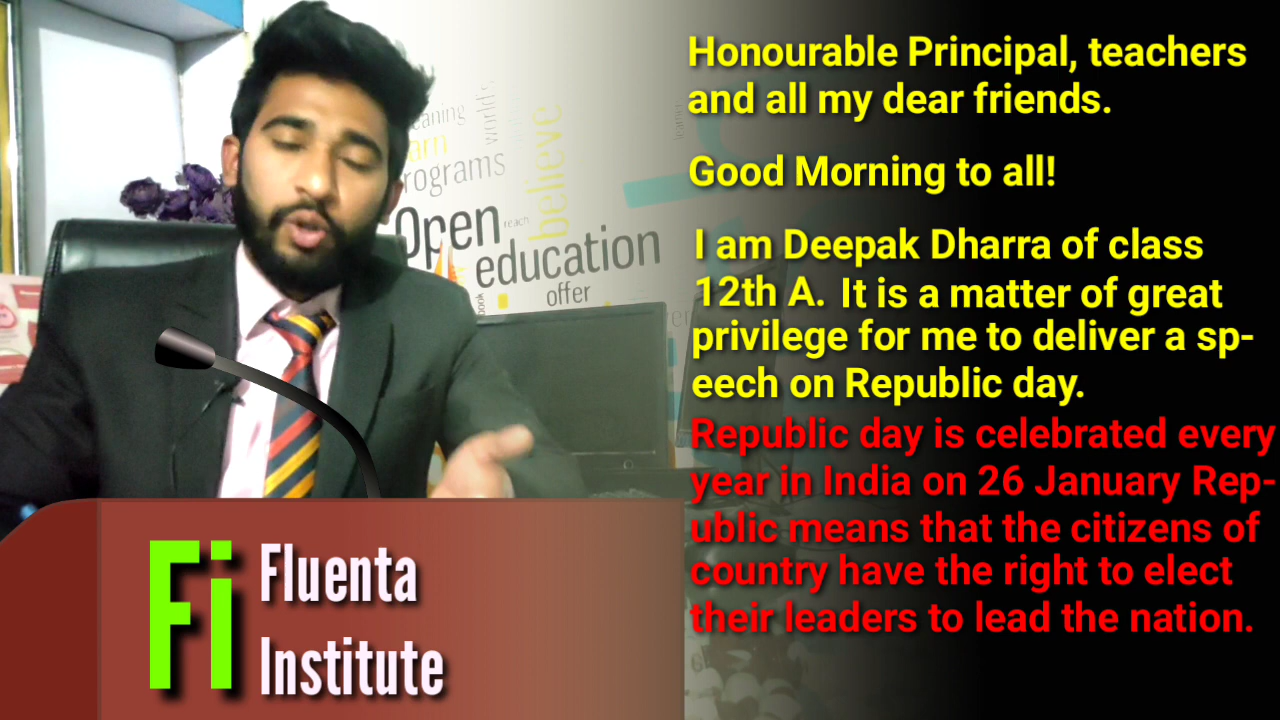 Honourable Principal, teachers
and all my dear friends.
Good Morning to all!
I am Deepak Dharra of class
12th A. It is a matter of great
privilege for me to deliver a sp-
eech on Republic day.
Republic day is celebrated every
year in India on 26 January Rep-
ublic means that the citizens of
country have the right to elect
their leaders to lead the nation.
world's
believe
Open
reach
education
offer
Fi Fluenta
Institute